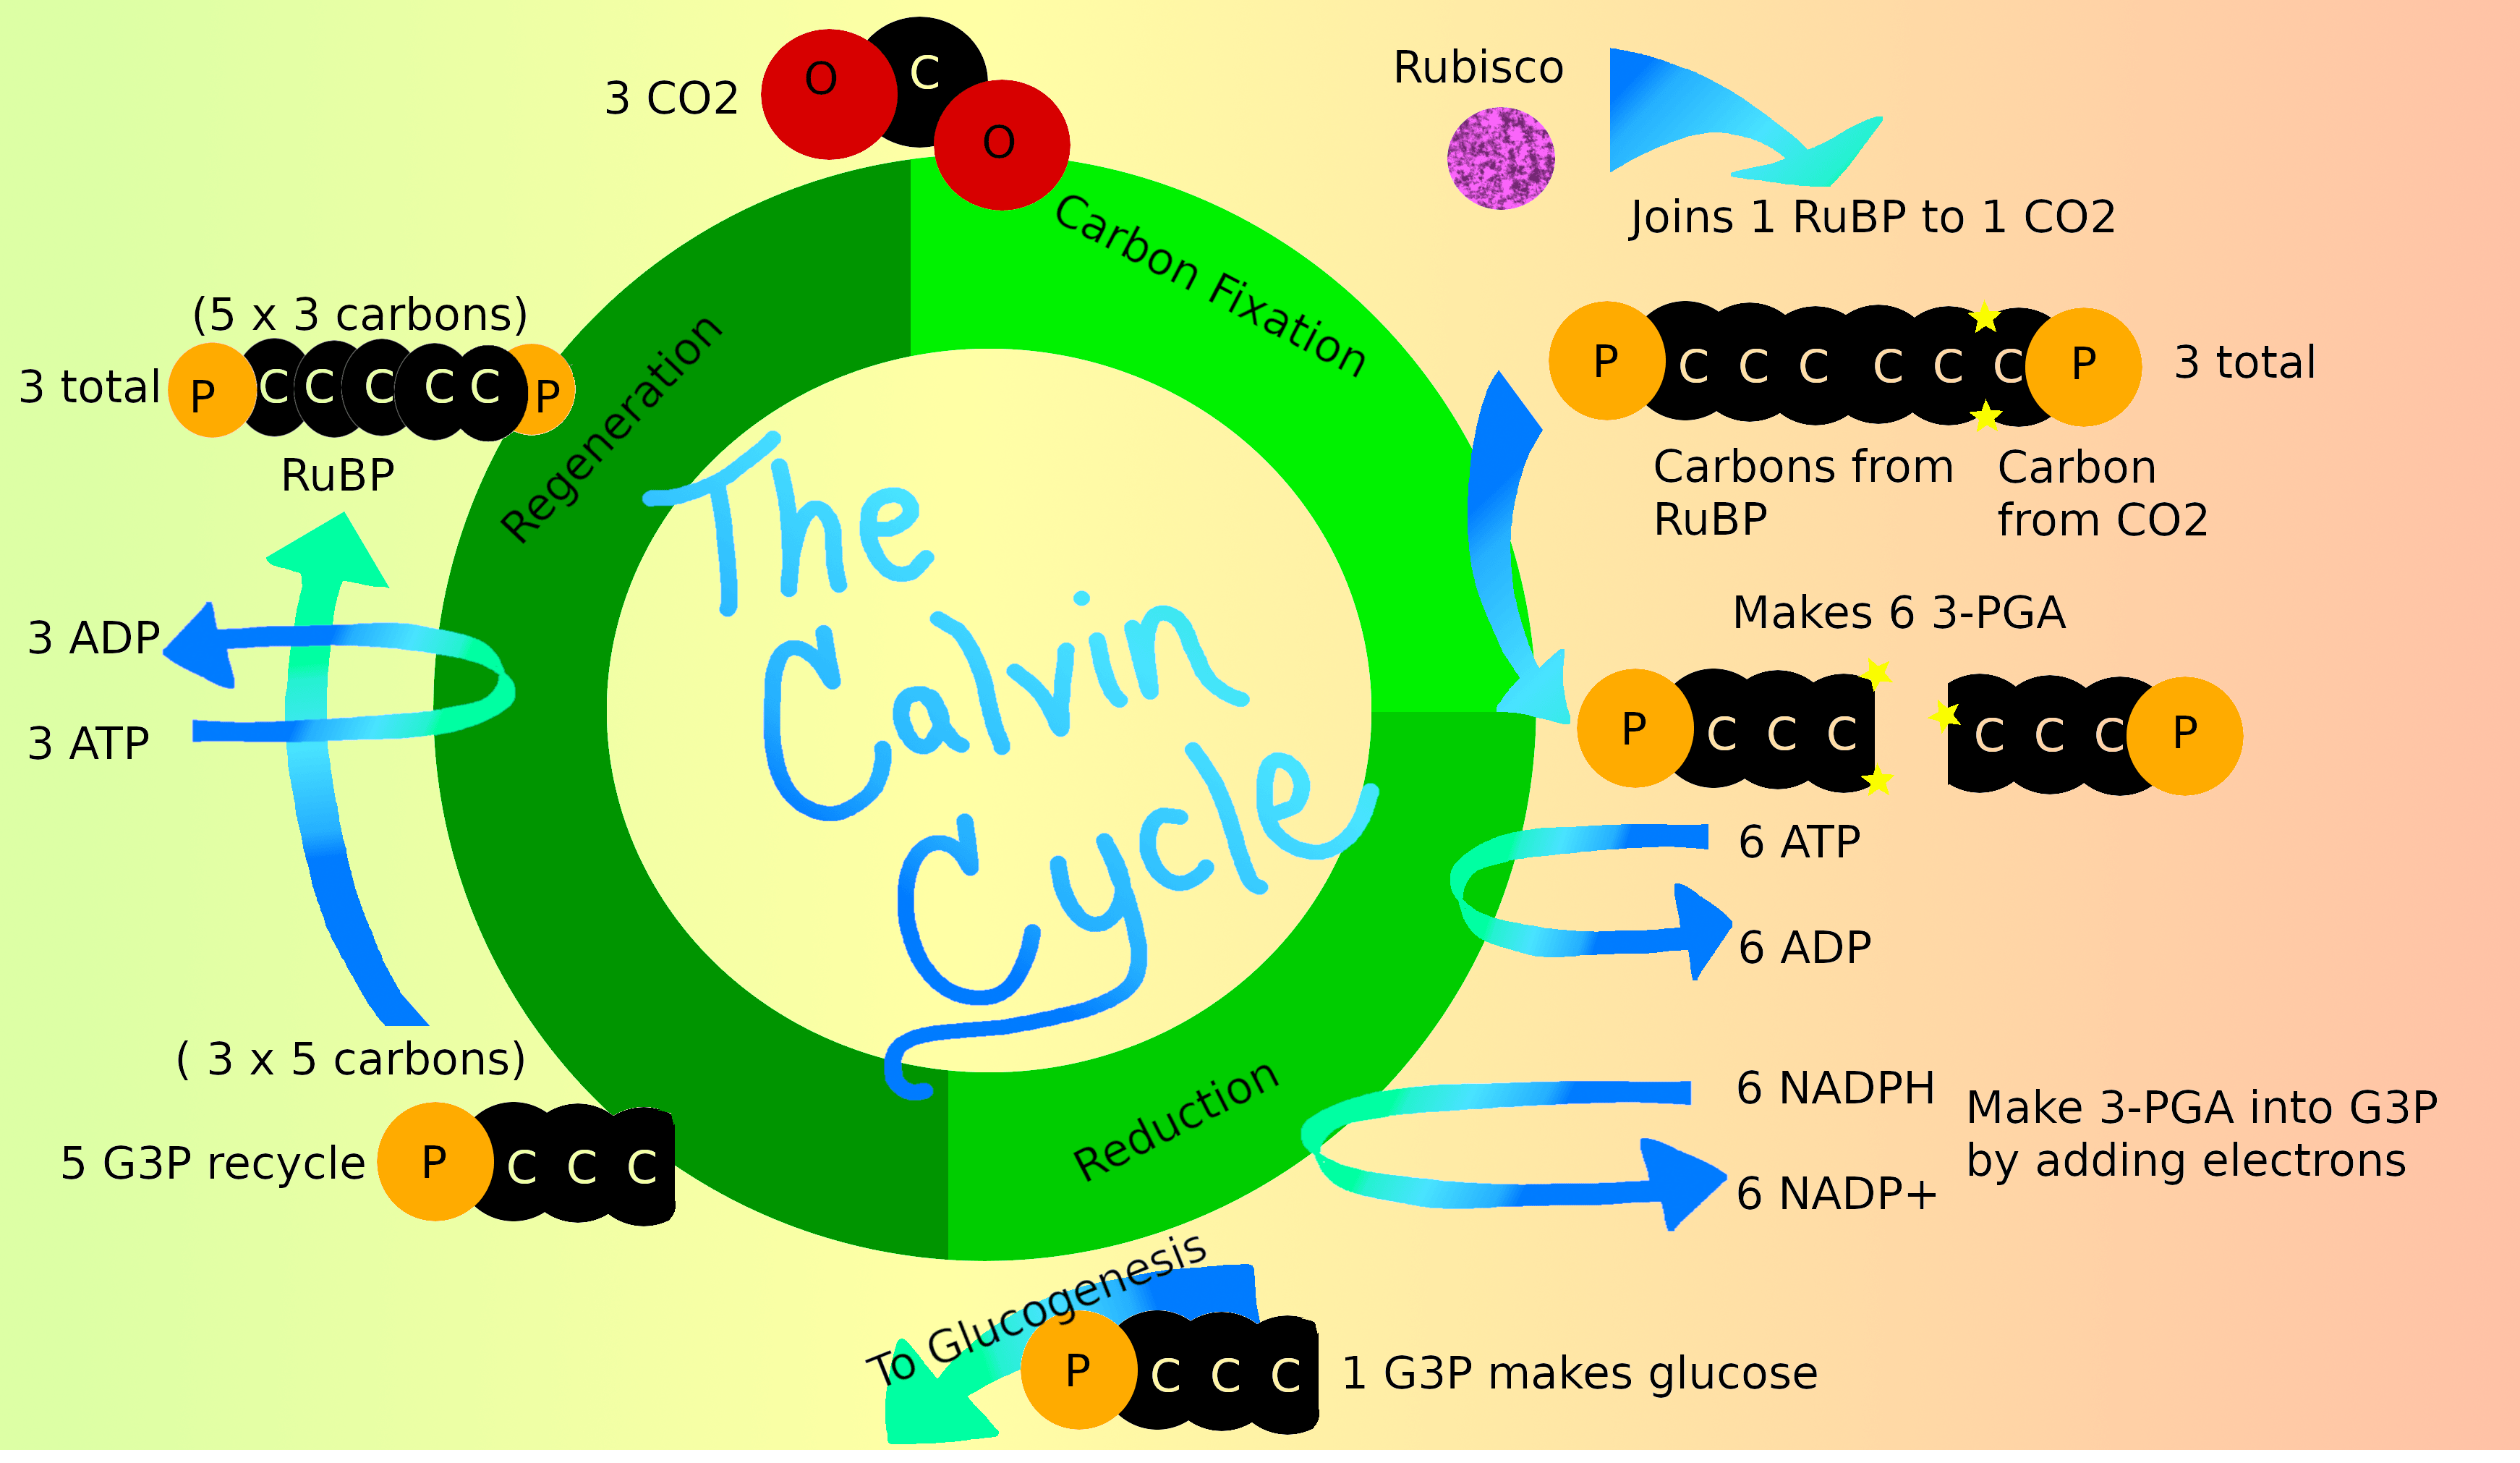 3 CO2
O
C
O
Rubisco
Joins 1 RuBP to 1 CO2
Carbon Fixation
P C C C C C C P
3 total
Carbons from
RuBP
Carbon
from CO2
Makes 6 3-PGA
P C C C
C C C P
6 ATP
6 ADP
6 NADPH
6 NADP+
Make 3-PGA into G3P
by adding electrons
Reduction
To Glucogenesis
P C C C
1 G3P makes glucose
( 3 x 5 carbons)
5 G3P recycle
P C C C
3 ADP
3 ATP
(5 x 3 carbons)
3 total
P C C C C C P
RuBP
Regeneration
The
Calvin
Cycle